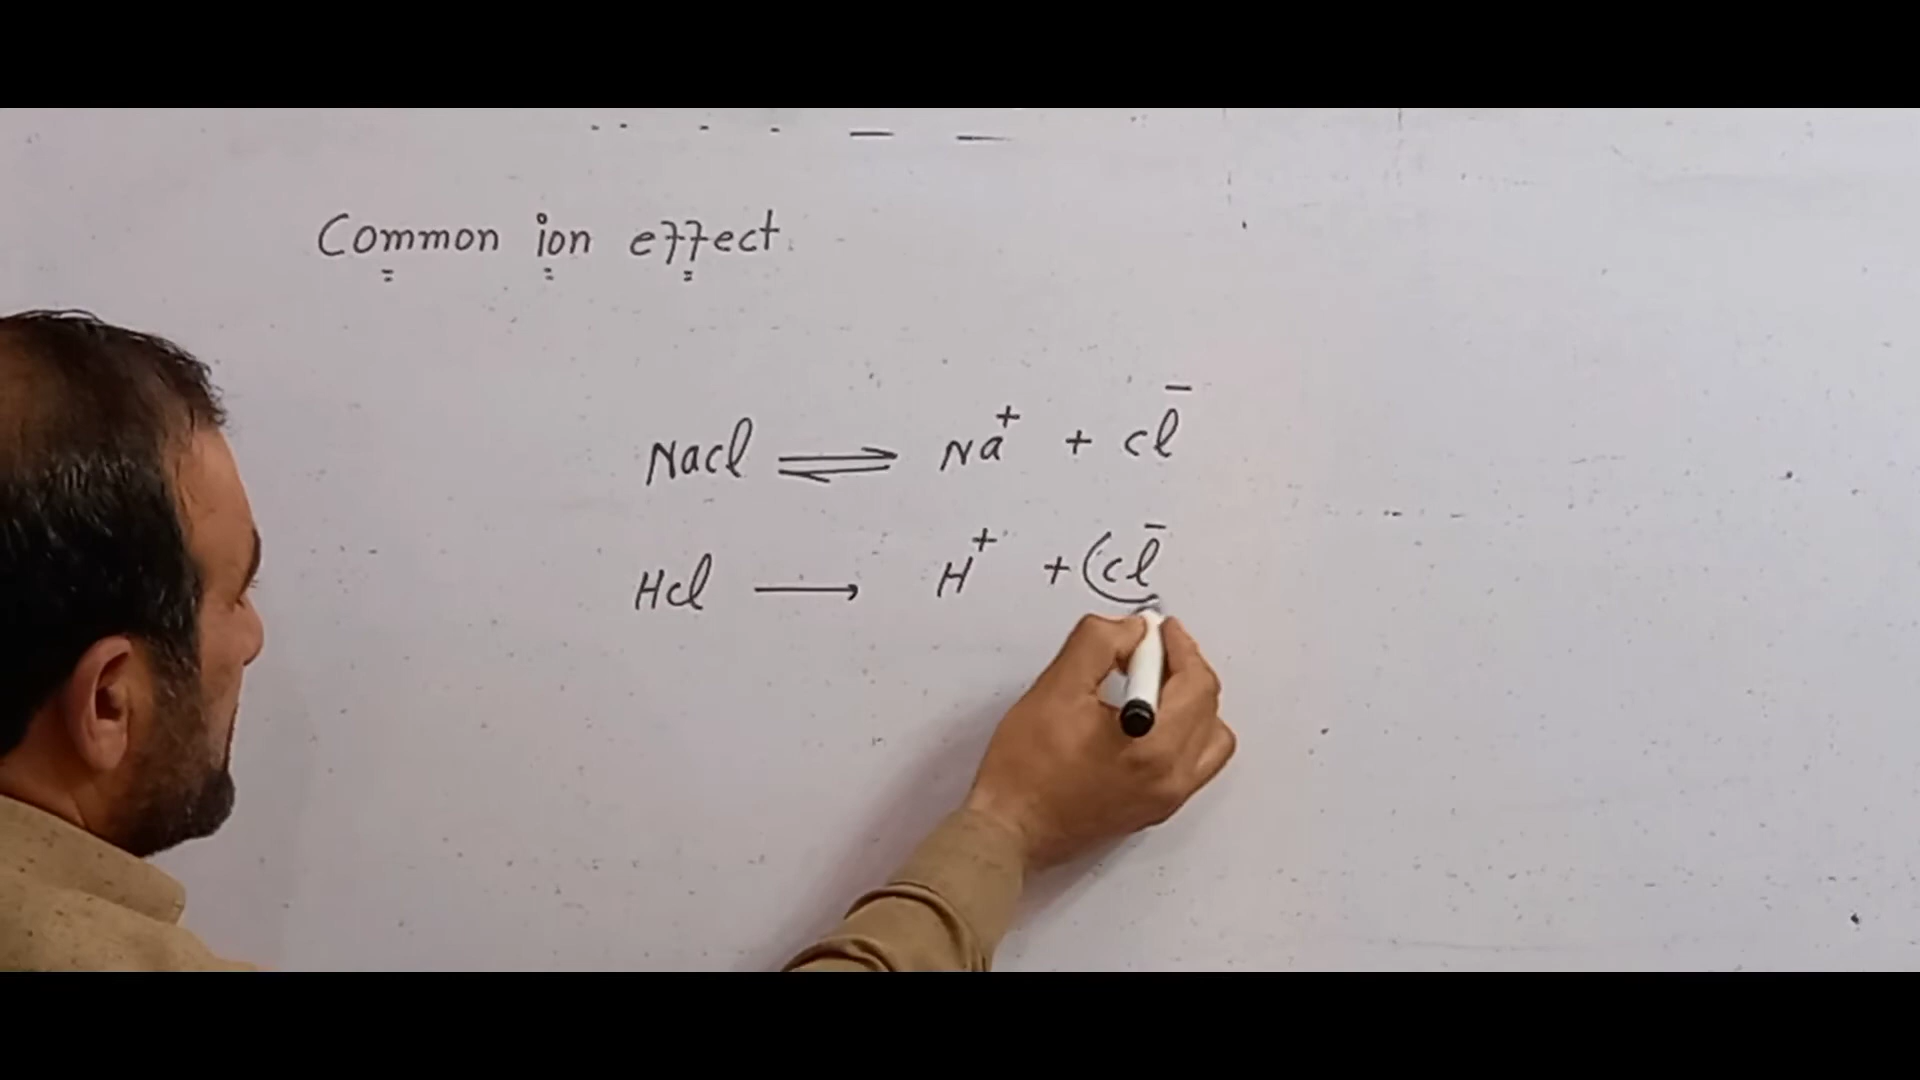 Common ion effect
Nacl ⇌ Na⁺ + cl⁻
Hcl ⟶ H⁺ + cl⁻